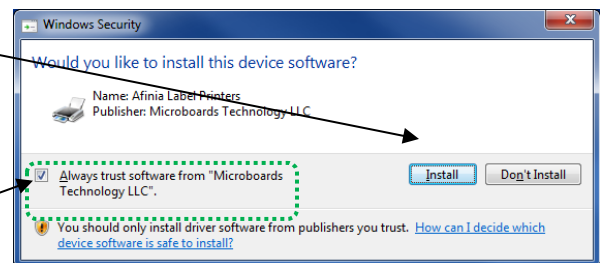 Windows Security
Would you like to install this device software?
Name: Afinia Label Printers
Publisher: Microboards Technology LLC
Always trust software from "Microboards
Technology LLC".
Install
Don't Install
You should only install driver software from publishers you trust. How can I decide which
device software is safe to install?